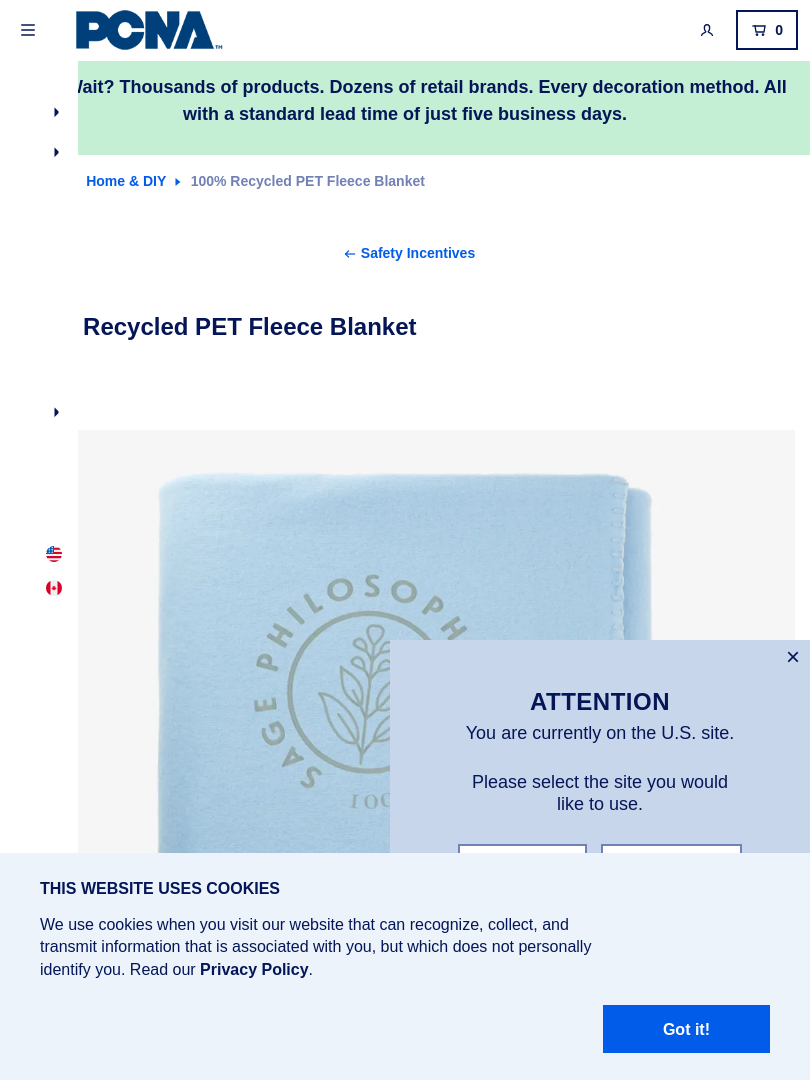 PCNA™
0
Wait? Thousands of products. Dozens of retail brands. Every decoration method. All
with a standard lead time of just five business days.
Home & DIY
100% Recycled PET Fleece Blanket
Safety Incentives
Recycled PET Fleece Blanket
SAGE PHILOSOPH
ATTENTION
You are currently on the U.S. site.
Please select the site you would
like to use.
THIS WEBSITE USES COOKIES
We use cookies when you visit our website that can recognize, collect, and
transmit information that is associated with you, but which does not personally
identify you. Read our Privacy Policy.
Got it!